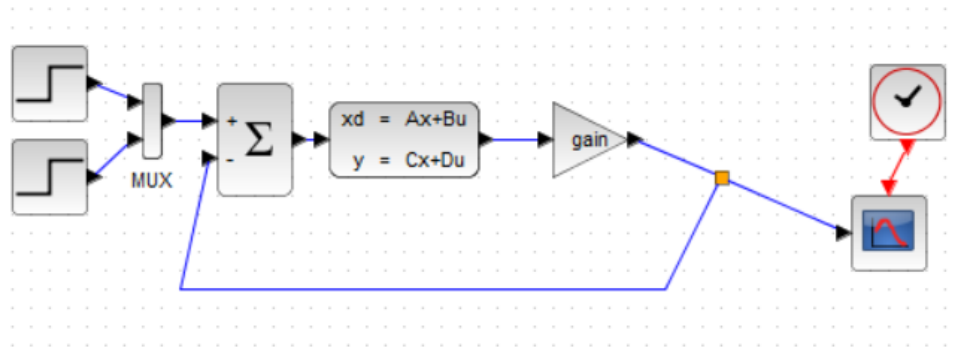 MUX
+
Σ
-
xd = Ax+Bu
y = Cx+Du
gain